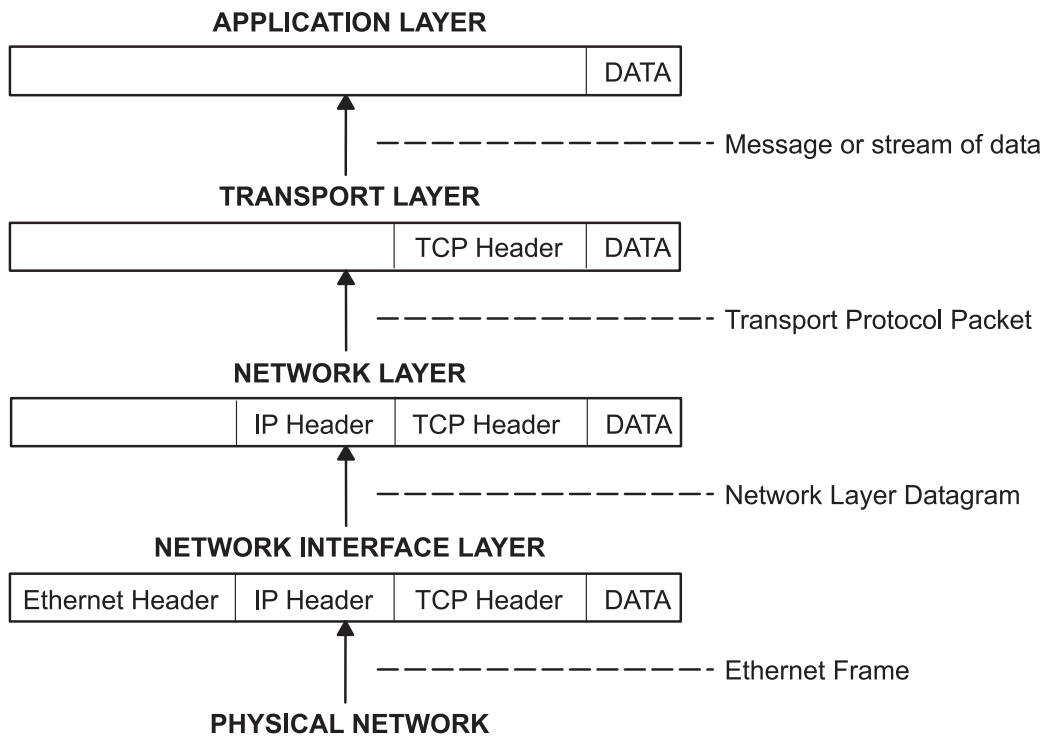 APPLICATION LAYER
DATA
Message or stream of data
TRANSPORT LAYER
TCP Header DATA
Transport Protocol Packet
NETWORK LAYER
IP Header TCP Header DATA
Network Layer Datagram
NETWORK INTERFACE LAYER
Ethernet Header IP Header TCP Header DATA
Ethernet Frame
PHYSICAL NETWORK